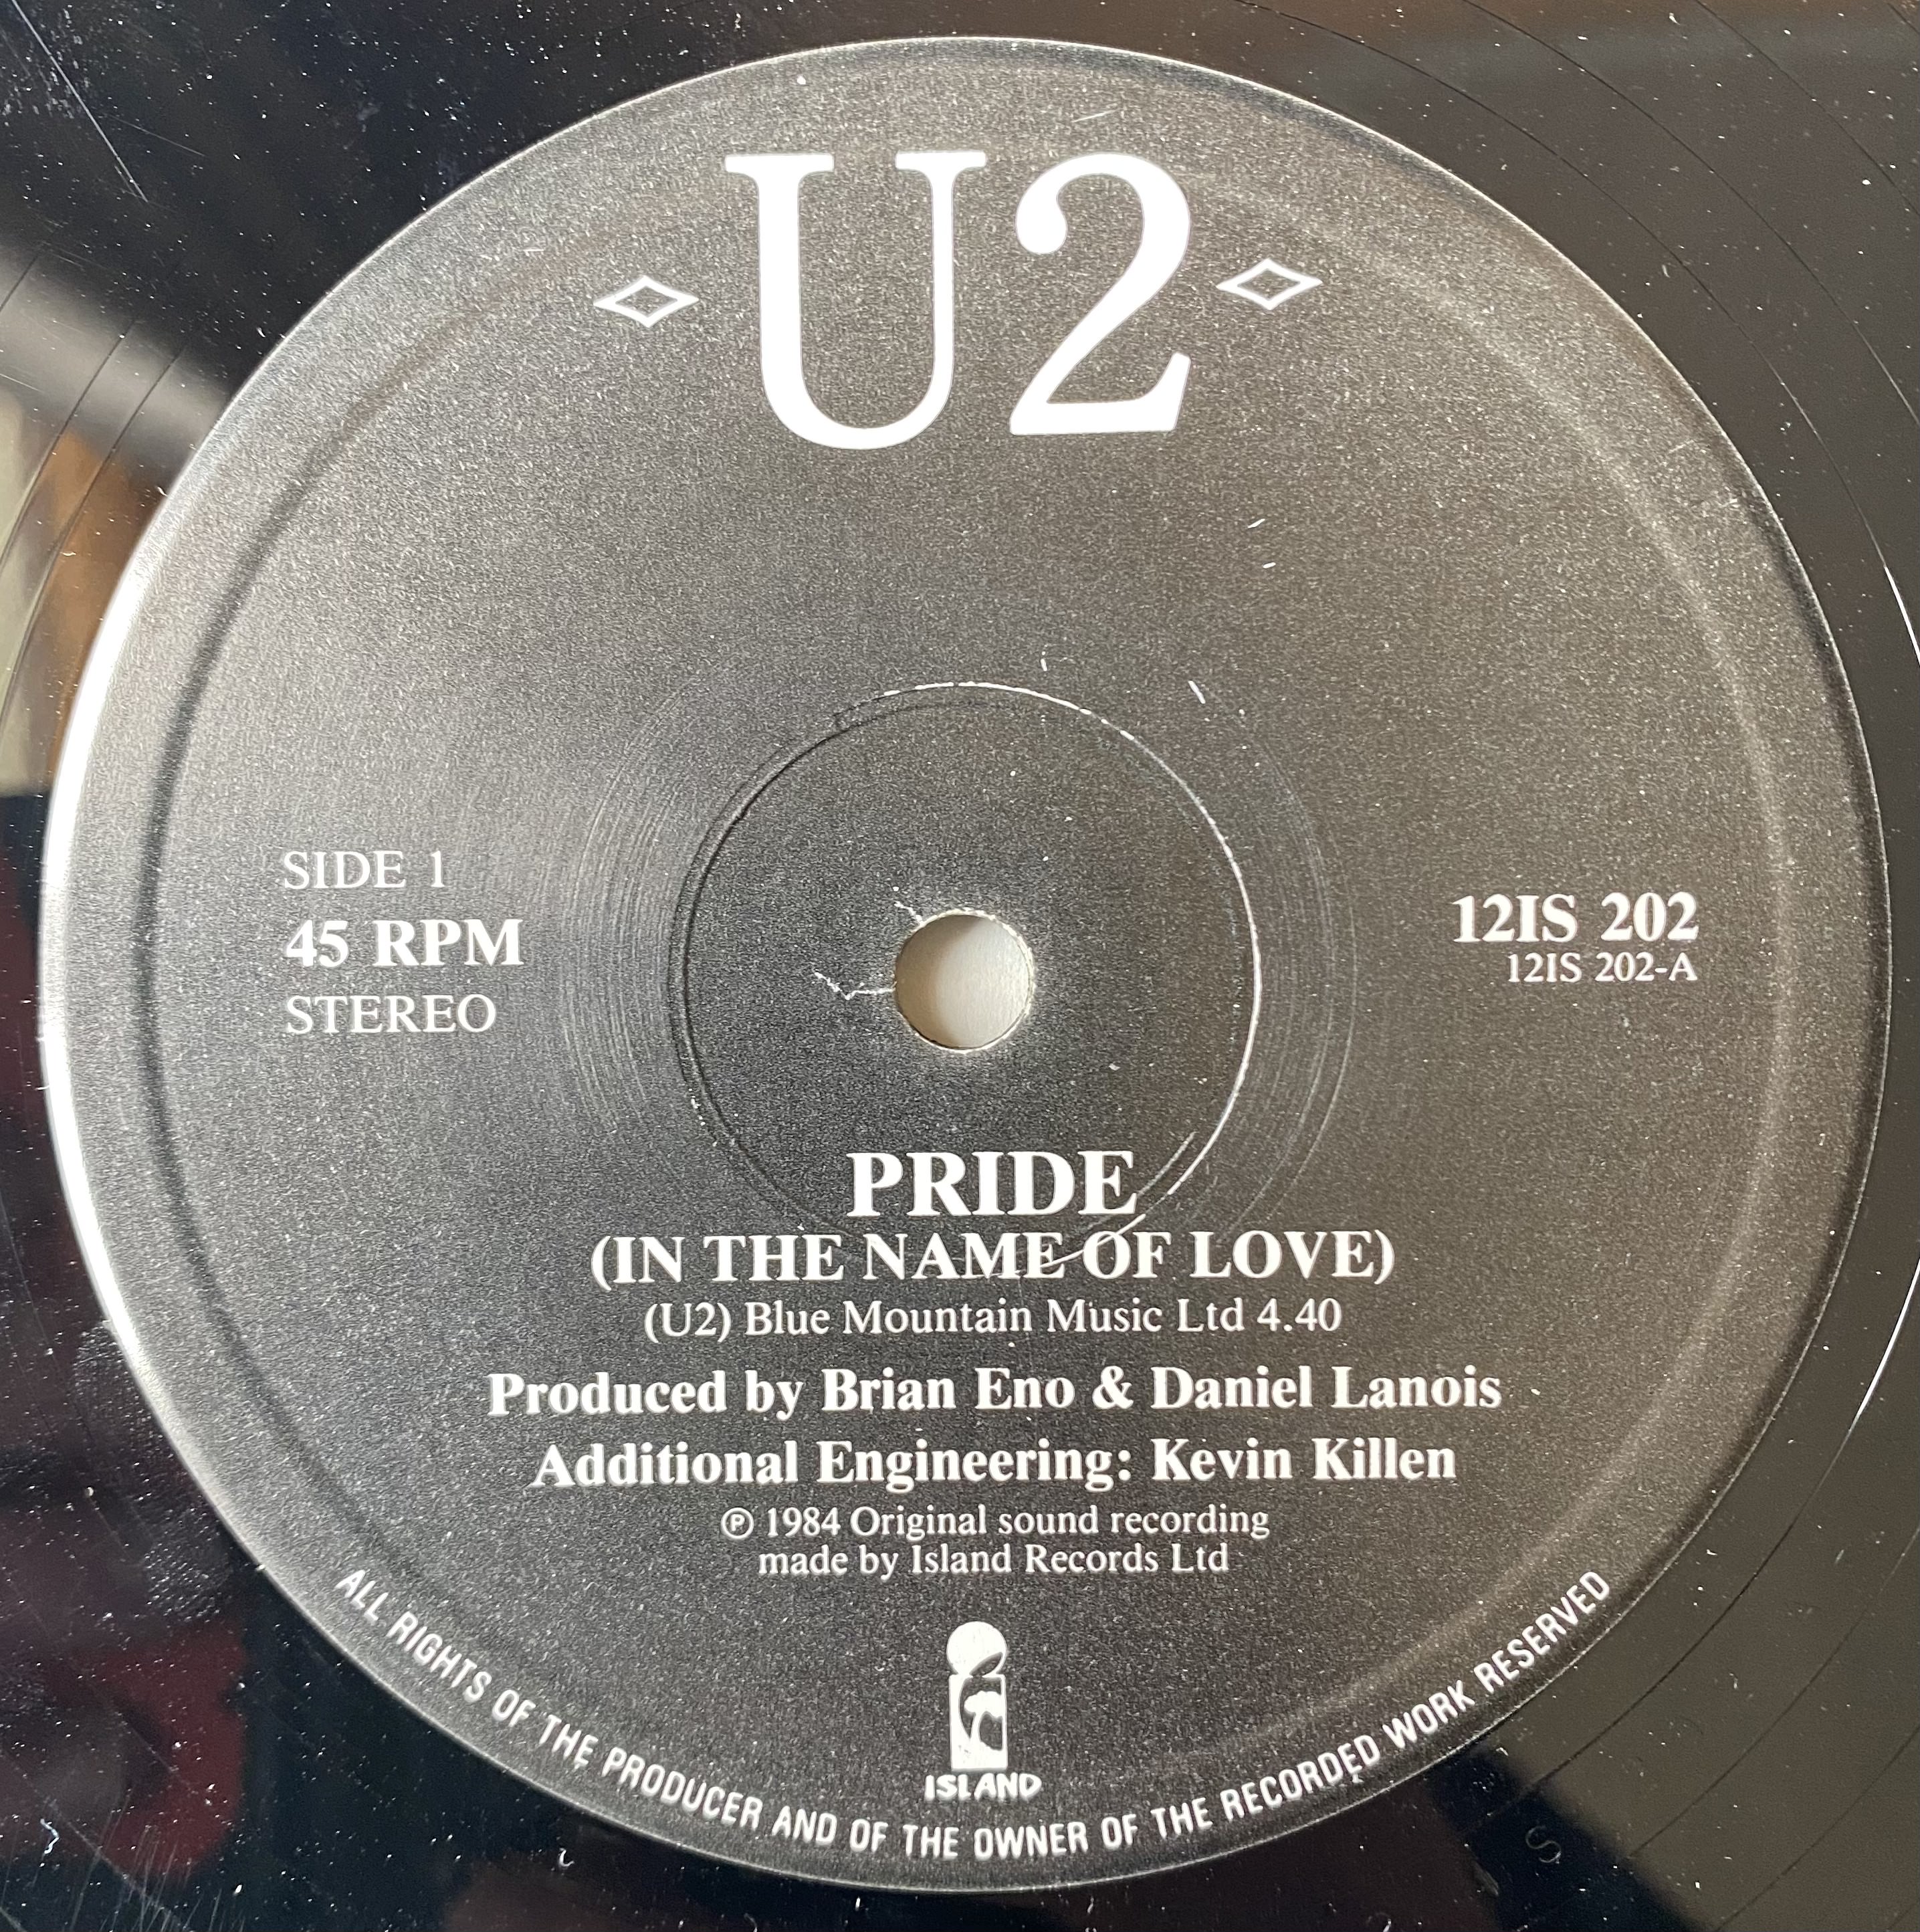 U2
SIDE 1
45 RPM
STEREO
12IS 202
12IS 202-A
PRIDE
(IN THE NAME OF LOVE)
(U2) Blue Mountain Music Ltd 4.40
Produced by Brian Eno & Daniel Lanois
Additional Engineering: Kevin Killen
℗ 1984 Original sound recording
made by Island Records Ltd
ISLAND
ALL RIGHTS OF THE PRODUCER AND OF THE OWNER OF THE RECORDED WORK RESERVED